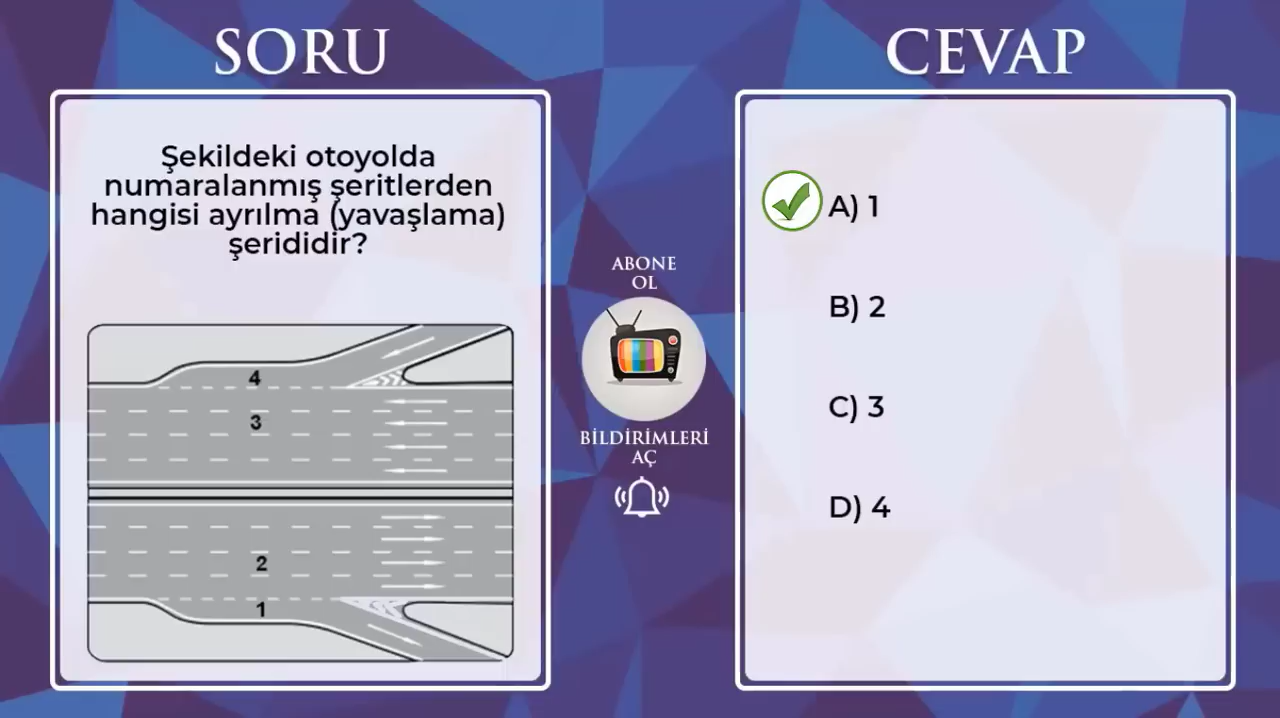 SORU
Şekildeki otoyolda
numaralanmış şeritlerden
hangisi ayrılma (yavaşlama)
şerididir?
4
3
2
1
ABONE
OL
BİLDİRİMLERİ
AÇ
CEVAP
A) 1
B) 2
C) 3
D) 4